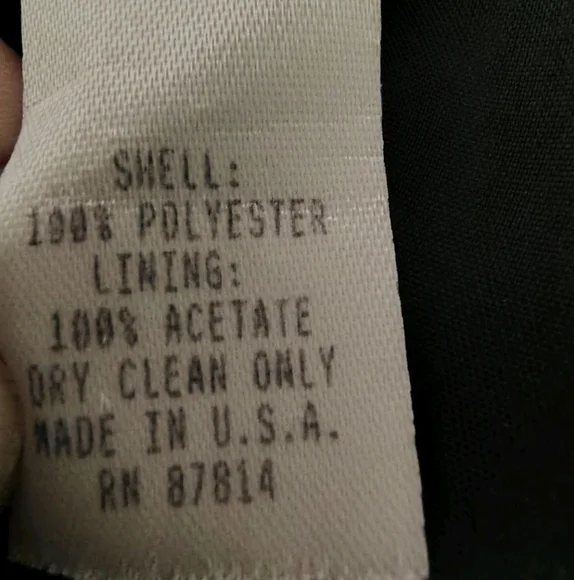 SHELL:
100% POLYESTER
LINING:
100% ACETATE
DRY CLEAN ONLY
MADE IN U.S.A.
RN 87814